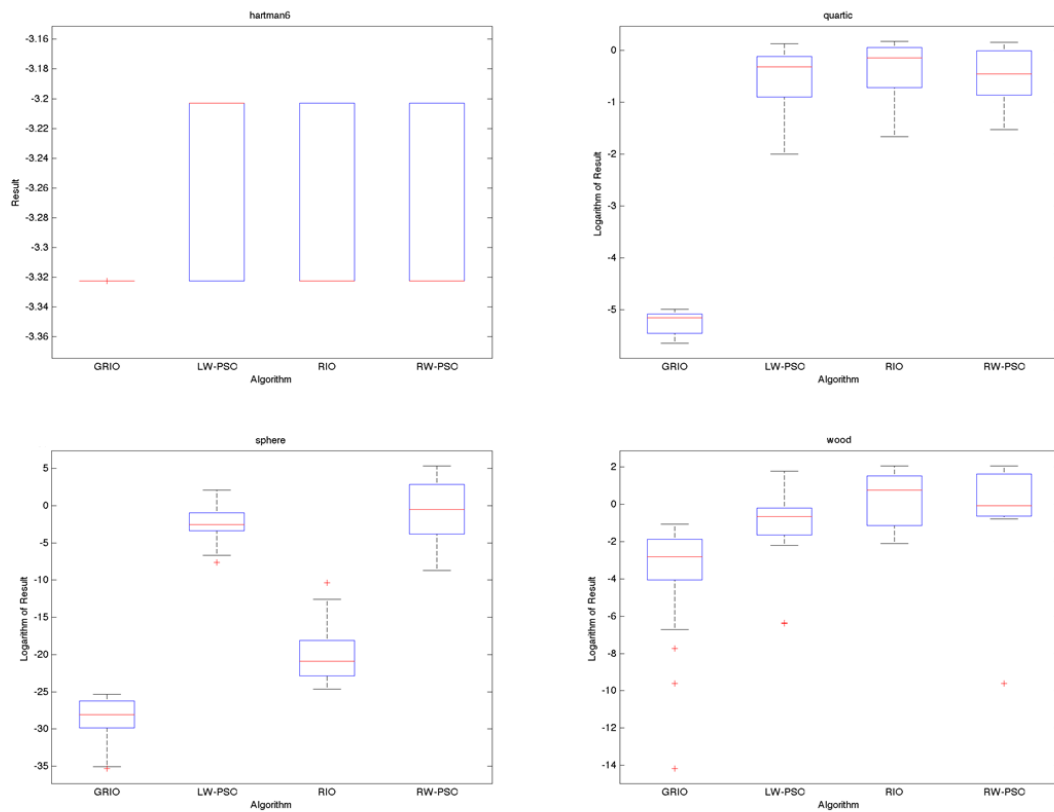 hartman6
-3.16
-3.18
-3.2
-3.22
-3.24
-3.26
-3.28
-3.3
-3.32
-3.34
-3.36
Result
GRIO LW-PSO RIO RW-PSO
Algorithm
quartic
0
-1
-2
-3
-4
-5
Logarithm of Result
GRIO LW-PSO RIO RW-PSO
Algorithm
sphere
5
0
-5
-10
-15
-20
-25
-30
-35
Logarithm of Result
GRIO LW-PSO RIO RW-PSO
Algorithm
wood
2
0
-2
-4
-6
-8
-10
-12
-14
Logarithm of Result
GRIO LW-PSO RIO RW-PSO
Algorithm